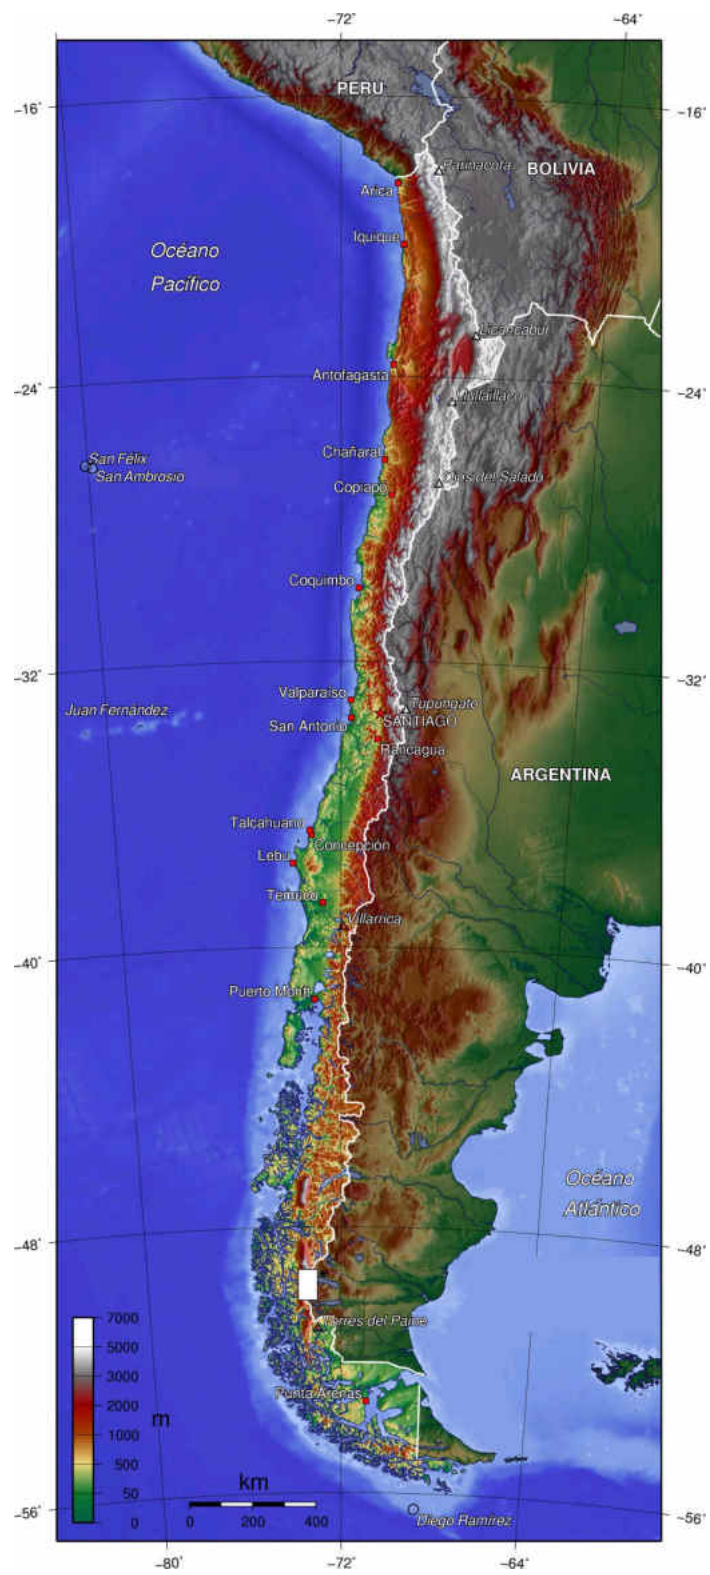 −72°
−64°
−16°
−16°
PERU
Parinacota
BOLIVIA
Arica
Iquique
Océano
Pacífico
Licancabur
Antofagasta
−24°
−24°
Llullaillaco
Chañaral
San Félix
San Ambrosio
Ojos del Salado
Copiapó
Coquimbo
−32°
−32°
Valparaíso
Tupungato
Juan Fernández
San Antonio
SANTIAGO
Rancagua
ARGENTINA
Talcahuano
Concepción
Lebu
Temuco
Villarrica
−40°
−40°
Puerto Montt
Océano
Atlántico
−48°
−48°
7000
5000
3000
2000
1000
500
50
0
m
Torres del Paine
Punta Arenas
km
0
200
400
−56°
−56°
Diego Ramírez
−80°
−72°
−64°